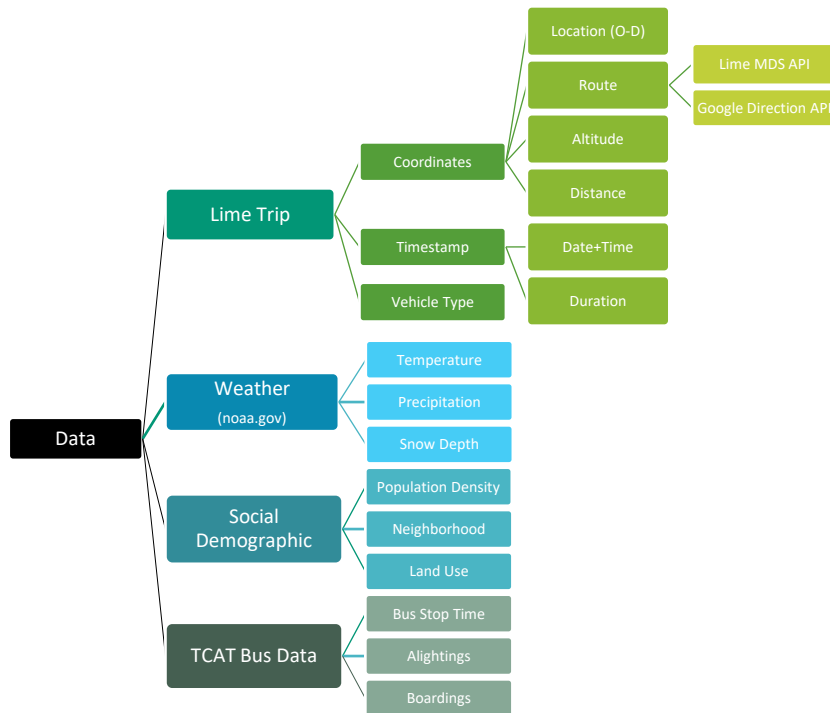 Location (O-D)
Lime MDS API
Route
Google Direction API
Altitude
Coordinates
Distance
Lime Trip
Timestamp
Date+Time
Vehicle Type
Duration
Temperature
Weather
(noaa.gov)
Precipitation
Snow Depth
Data
Population Density
Social
Demographic
Neighborhood
Land Use
Bus Stop Time
TCAT Bus Data
Alightings
Boardings